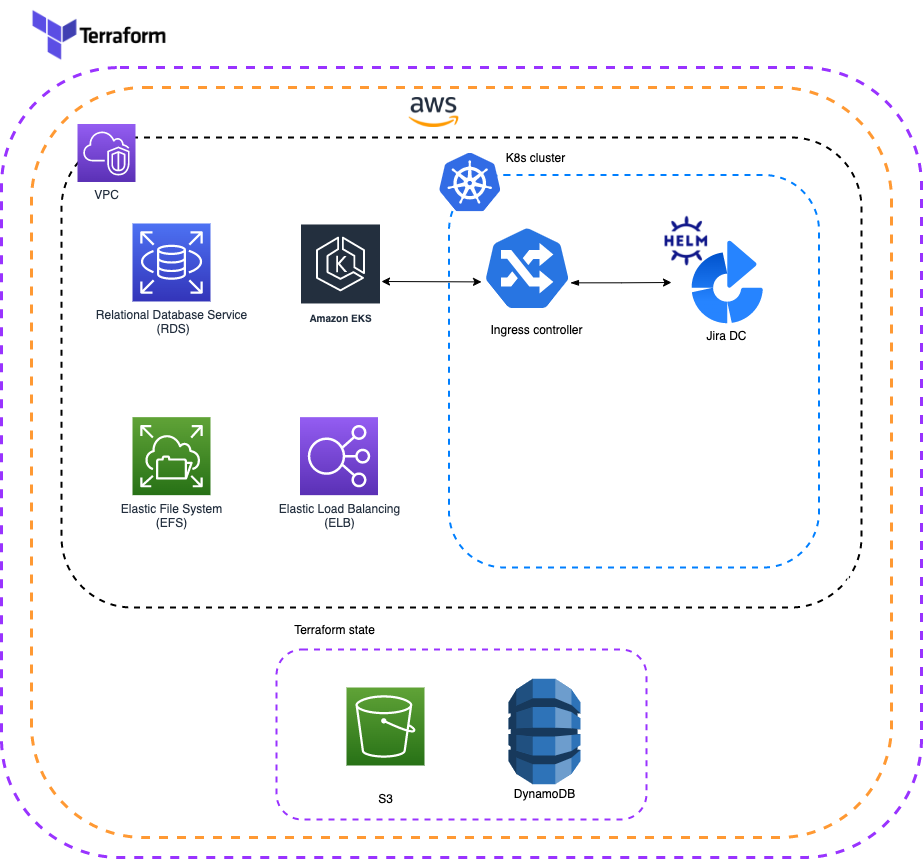 Terraform
aws
VPC
K8s cluster
HELM
Relational Database Service
(RDS)
K
Amazon EKS
Ingress controller
Jira DC
Elastic File System
(EFS)
Elastic Load Balancing
(ELB)
Terraform state
S3
DynamoDB